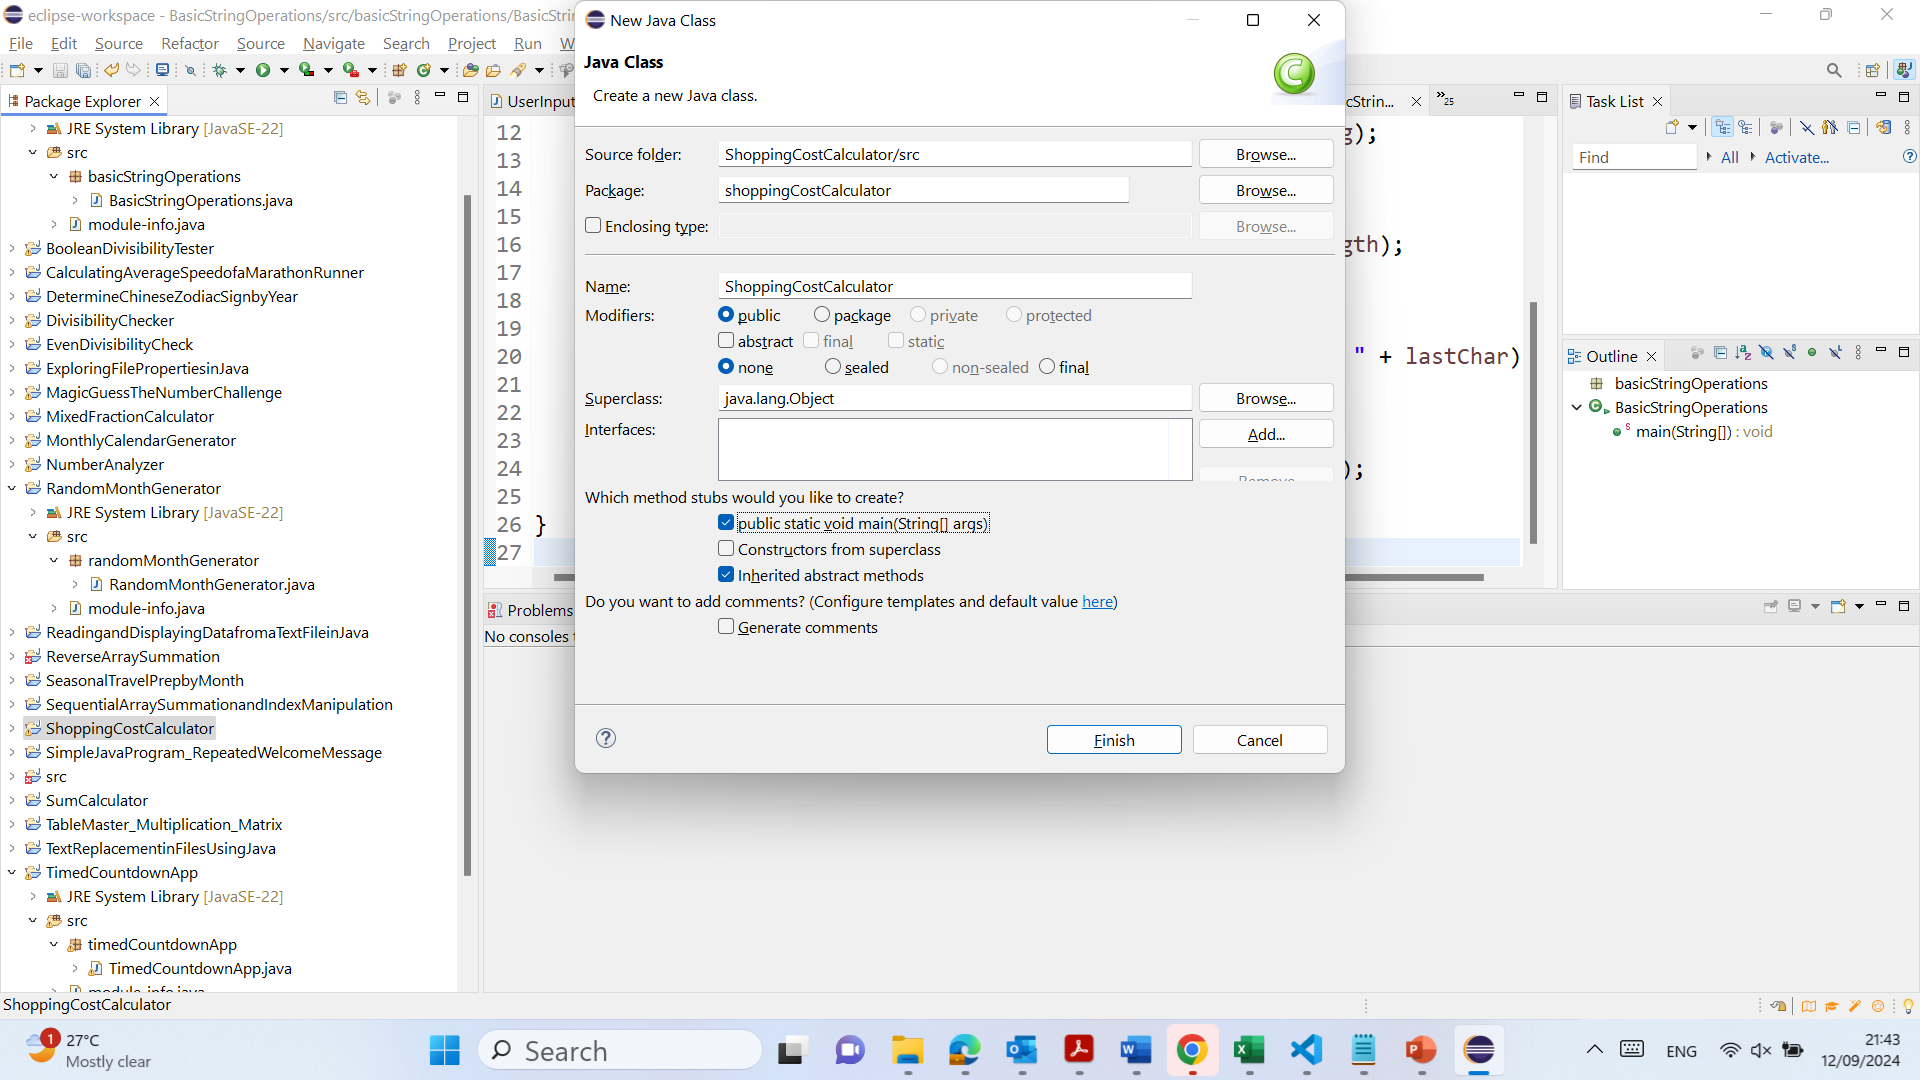 eclipse-workspace - BasicStringOperations/src/basicStringOperations/BasicStri
File Edit Source Refactor Source Navigate Search Project Run W
Package Explorer
JRE System Library [JavaSE-22]
src
basicStringOperations
BasicStringOperations.java
module-info.java
BooleanDivisibilityTester
CalculatingAverageSpeedofaMarathonRunner
DetermineChineseZodiacSignbyYear
DivisibilityChecker
EvenDivisibilityCheck
ExploringFilePropertiesinJava
MagicGuessTheNumberChallenge
MixedFractionCalculator
MonthlyCalendarGenerator
NumberAnalyzer
RandomMonthGenerator
JRE System Library [JavaSE-22]
src
randomMonthGenerator
RandomMonthGenerator.java
module-info.java
ReadingandDisplayingDatafromaTextFileinJava
ReverseArraySummation
SeasonalTravelPrepbyMonth
SequentialArraySummationandIndexManipulation
ShoppingCostCalculator
SimpleJavaProgram_RepeatedWelcomeMessage
src
SumCalculator
TableMaster_Multiplication_Matrix
TextReplacementinFilesUsingJava
TimedCountdownApp
JRE System Library [JavaSE-22]
src
timedCountdownApp
TimedCountdownApp.java
module-info.java
UserInput
cStrin...
25
12
g);
13
14
15
16
gth);
17
18
19
20
" + lastChar)
21
22
23
24
);
25
26 }
27
Problems
No consoles t
New Java Class
Java Class
Create a new Java class.
Source folder: ShoppingCostCalculator/src Browse...
Package: shoppingCostCalculator Browse...
Enclosing type: Browse...
Name: ShoppingCostCalculator
Modifiers: public package private protected
abstract final static
none sealed non-sealed final
Superclass: java.lang.Object Browse...
Interfaces: Add...
Remove
Which method stubs would you like to create?
public static void main(String[] args)
Constructors from superclass
Inherited abstract methods
Do you want to add comments? (Configure templates and default value here)
Generate comments
Finish Cancel
Task List
Find All Activate...
Outline
basicStringOperations
BasicStringOperations
main(String[]) : void
ShoppingCostCalculator
1
27°C
Mostly clear
Search
ENG
21:43
12/09/2024